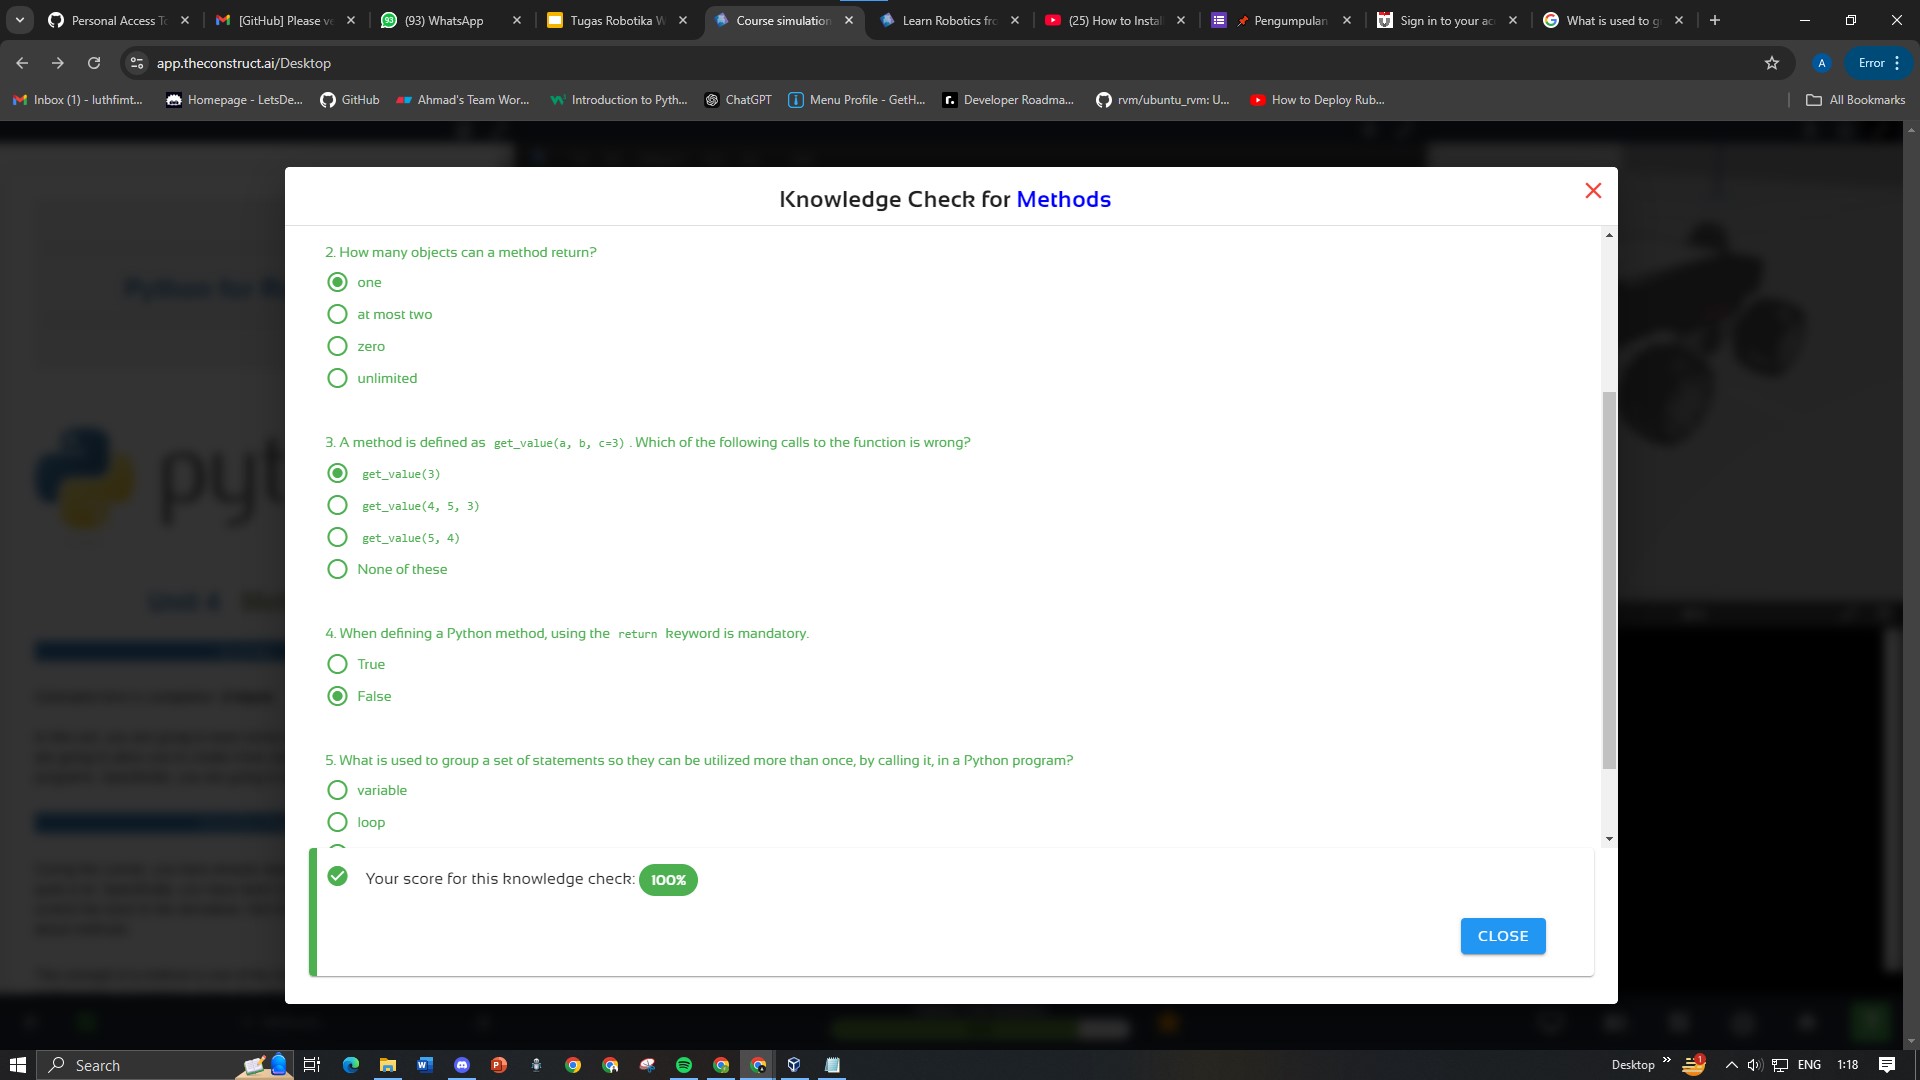 Personal Access To
[GitHub] Please ve
(93) WhatsApp
Tugas Robotika W
Course simulation
Learn Robotics fro
(25) How to Instal
Pengumpulan
Sign in to your ac
What is used to g
app.theconstruct.ai/Desktop
A
Error
Inbox (1) - luthfimt...
Homepage - LetsDe...
GitHub
Ahmad's Team Wor...
Introduction to Pyth...
ChatGPT
Menu Profile - GetH...
Developer Roadma...
rvm/ubuntu_rvm: U...
How to Deploy Rub...
All Bookmarks
Knowledge Check for Methods
2. How many objects can a method return?
one
at most two
zero
unlimited
3. A method is defined as get_value(a, b, c=3) . Which of the following calls to the function is wrong?
get_value(3)
get_value(4, 5, 3)
get_value(5, 4)
None of these
4. When defining a Python method, using the return keyword is mandatory.
True
False
5. What is used to group a set of statements so they can be utilized more than once, by calling it, in a Python program?
variable
loop
Your score for this knowledge check: 100%
CLOSE
Python for R
pyt
Unit 4
Search
Desktop
ENG
1:18